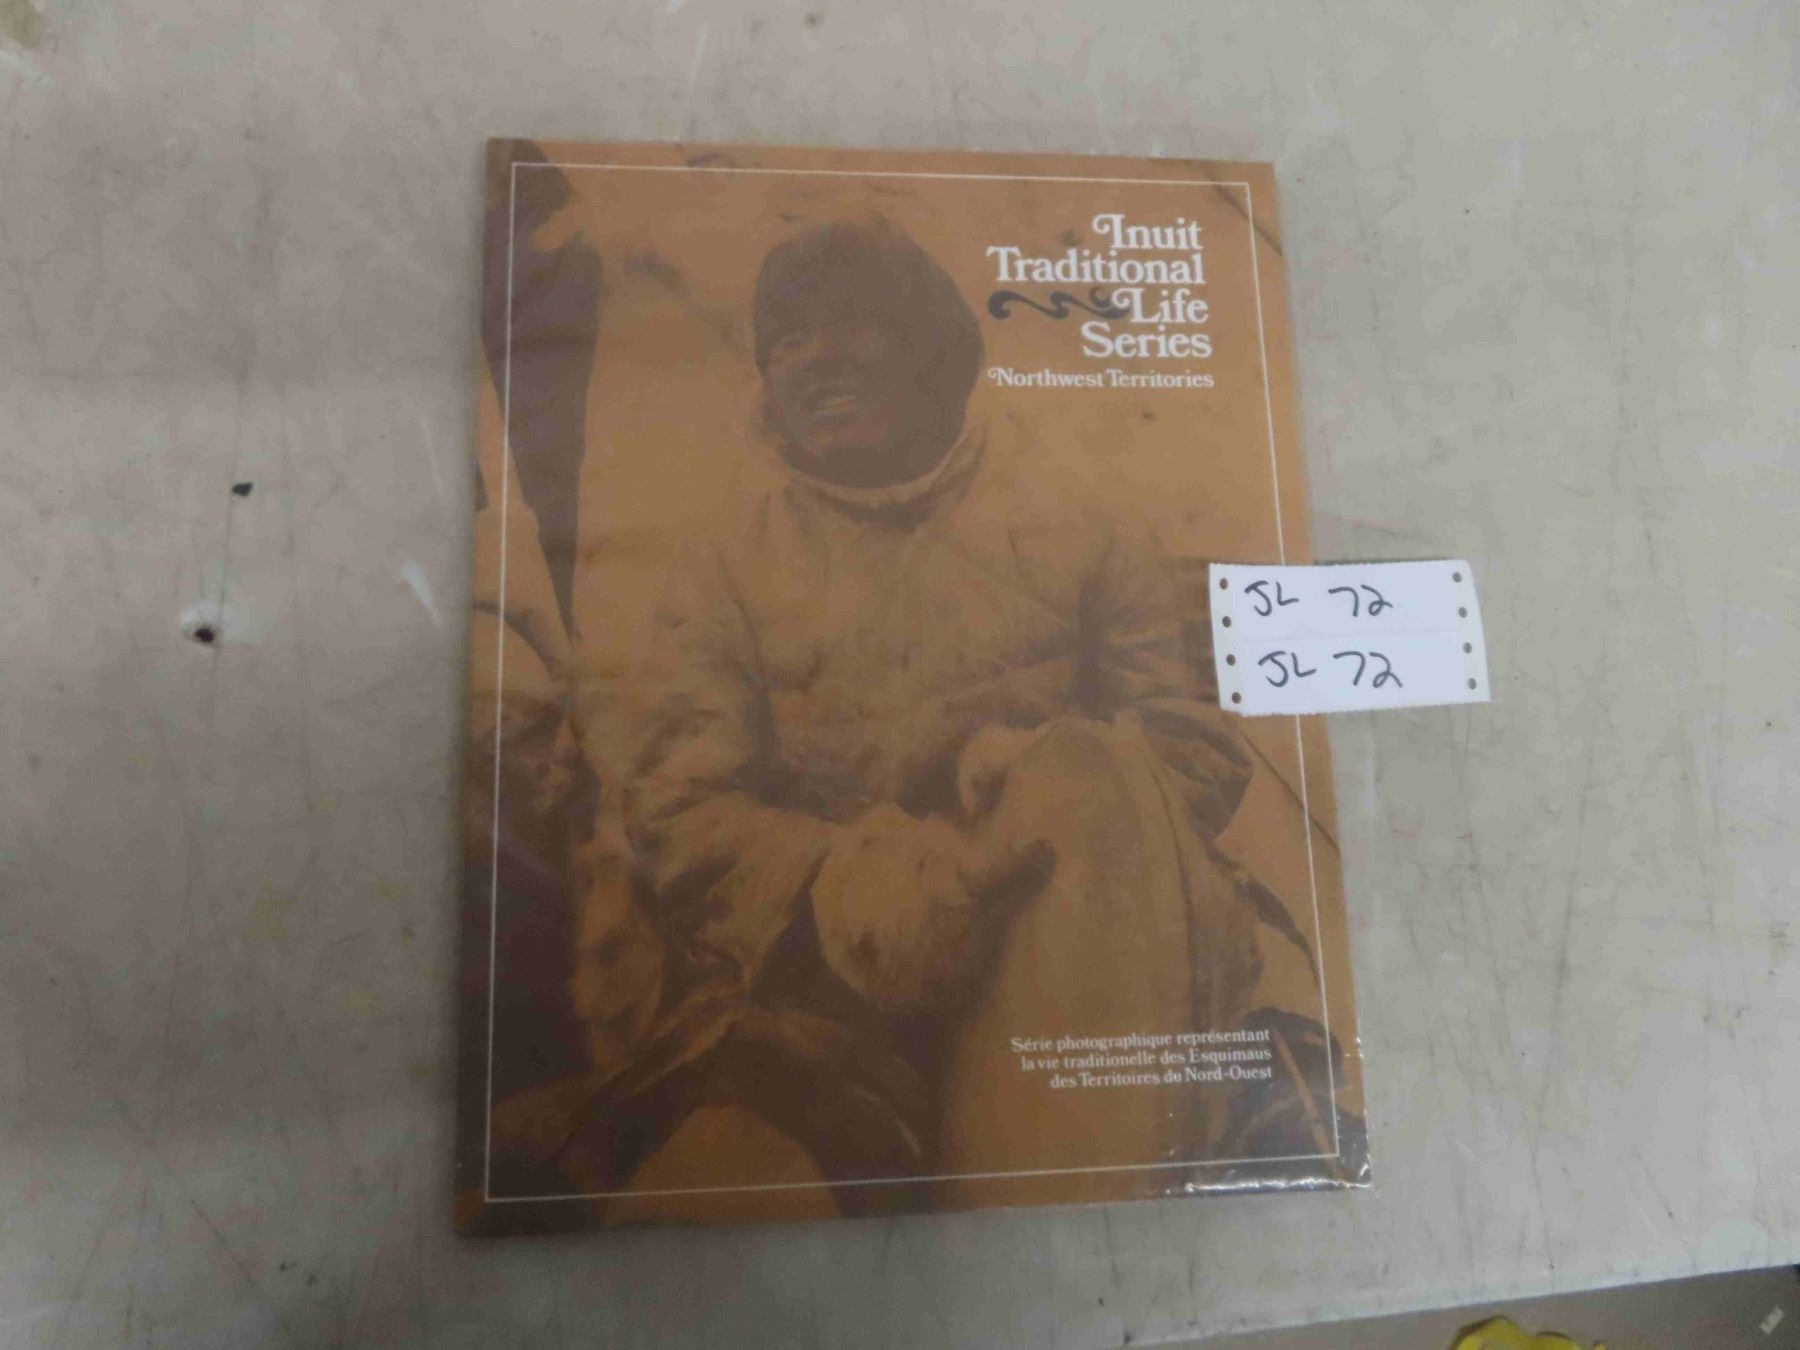 Inuit
Traditional
Life
Series
Northwest Territories
JL 72
JL 72
Série photographique représentant
la vie traditionelle des Esquimaus
des Territoires du Nord-Ouest